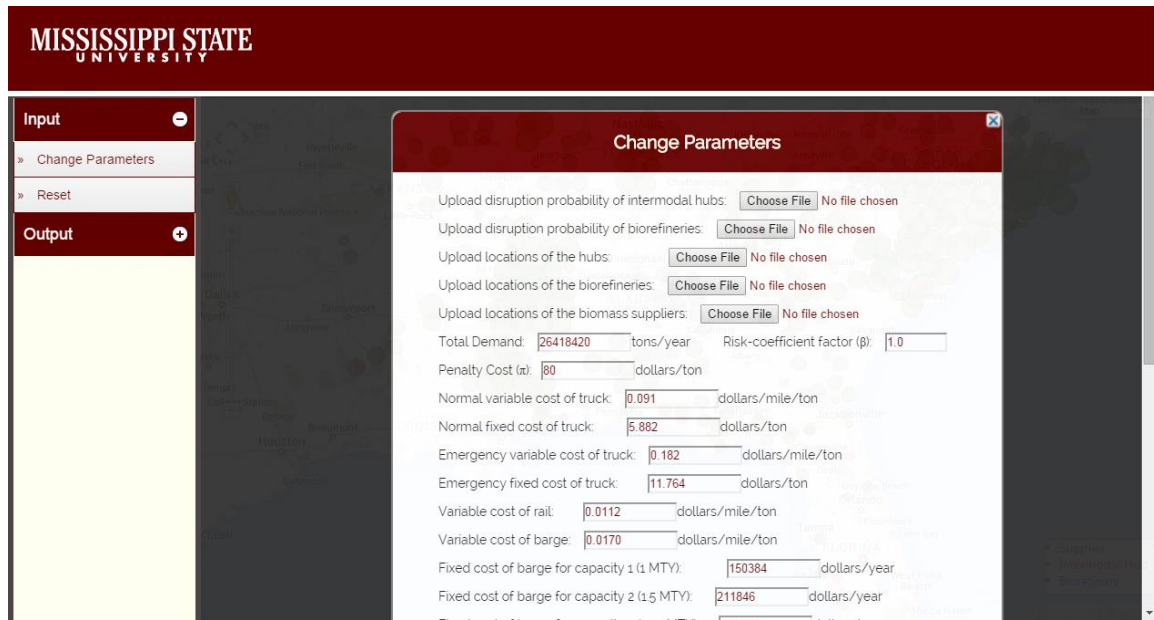 MISSISSIPPI STATE
UNIVERSITY
Input
» Change Parameters
» Reset
Output
Change Parameters
Upload disruption probability of intermodal hubs: Choose File No file chosen
Upload disruption probability of biorefineries: Choose File No file chosen
Upload locations of the hubs: Choose File No file chosen
Upload locations of the biorefineries: Choose File No file chosen
Upload locations of the biomass suppliers: Choose File No file chosen
Total Demand: 26418420 tons/year Risk-coefficient factor (β): 1.0
Penalty Cost (π): 80 dollars/ton
Normal variable cost of truck: 0.091 dollars/mile/ton
Normal fixed cost of truck: 5.882 dollars/ton
Emergency variable cost of truck: 0.182 dollars/mile/ton
Emergency fixed cost of truck: 11.764 dollars/ton
Variable cost of rail: 0.0112 dollars/mile/ton
Variable cost of barge: 0.0170 dollars/mile/ton
Fixed cost of barge for capacity 1 (1 MTY): 150384 dollars/year
Fixed cost of barge for capacity 2 (1.5 MTY): 211846 dollars/year
Houston